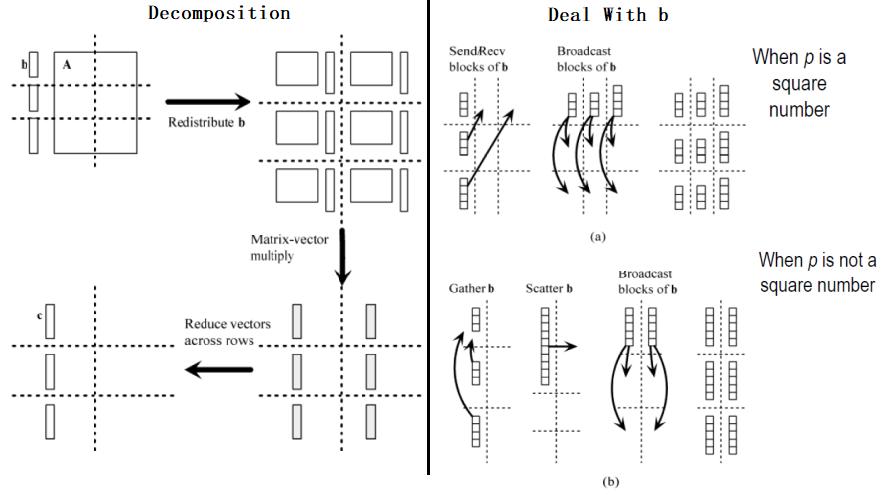 Decomposition
b
A
Redistribute b
Matrix-vector
multiply
Reduce vectors
across rows
c
Deal With b
Send/Recv
blocks of b
Broadcast
blocks of b
When p is a
square
number
(a)
When p is not a
square number
Gather b
Scatter b
Broadcast
blocks of b
(b)